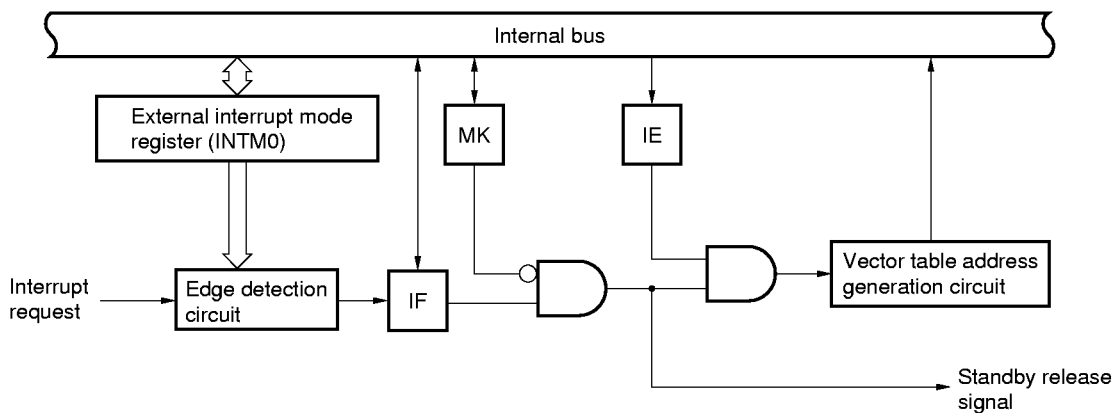 Internal bus
External interrupt mode
register (INTM0)
MK
IE
Interrupt
request
Edge detection
circuit
IF
Vector table address
generation circuit
Standby release
signal